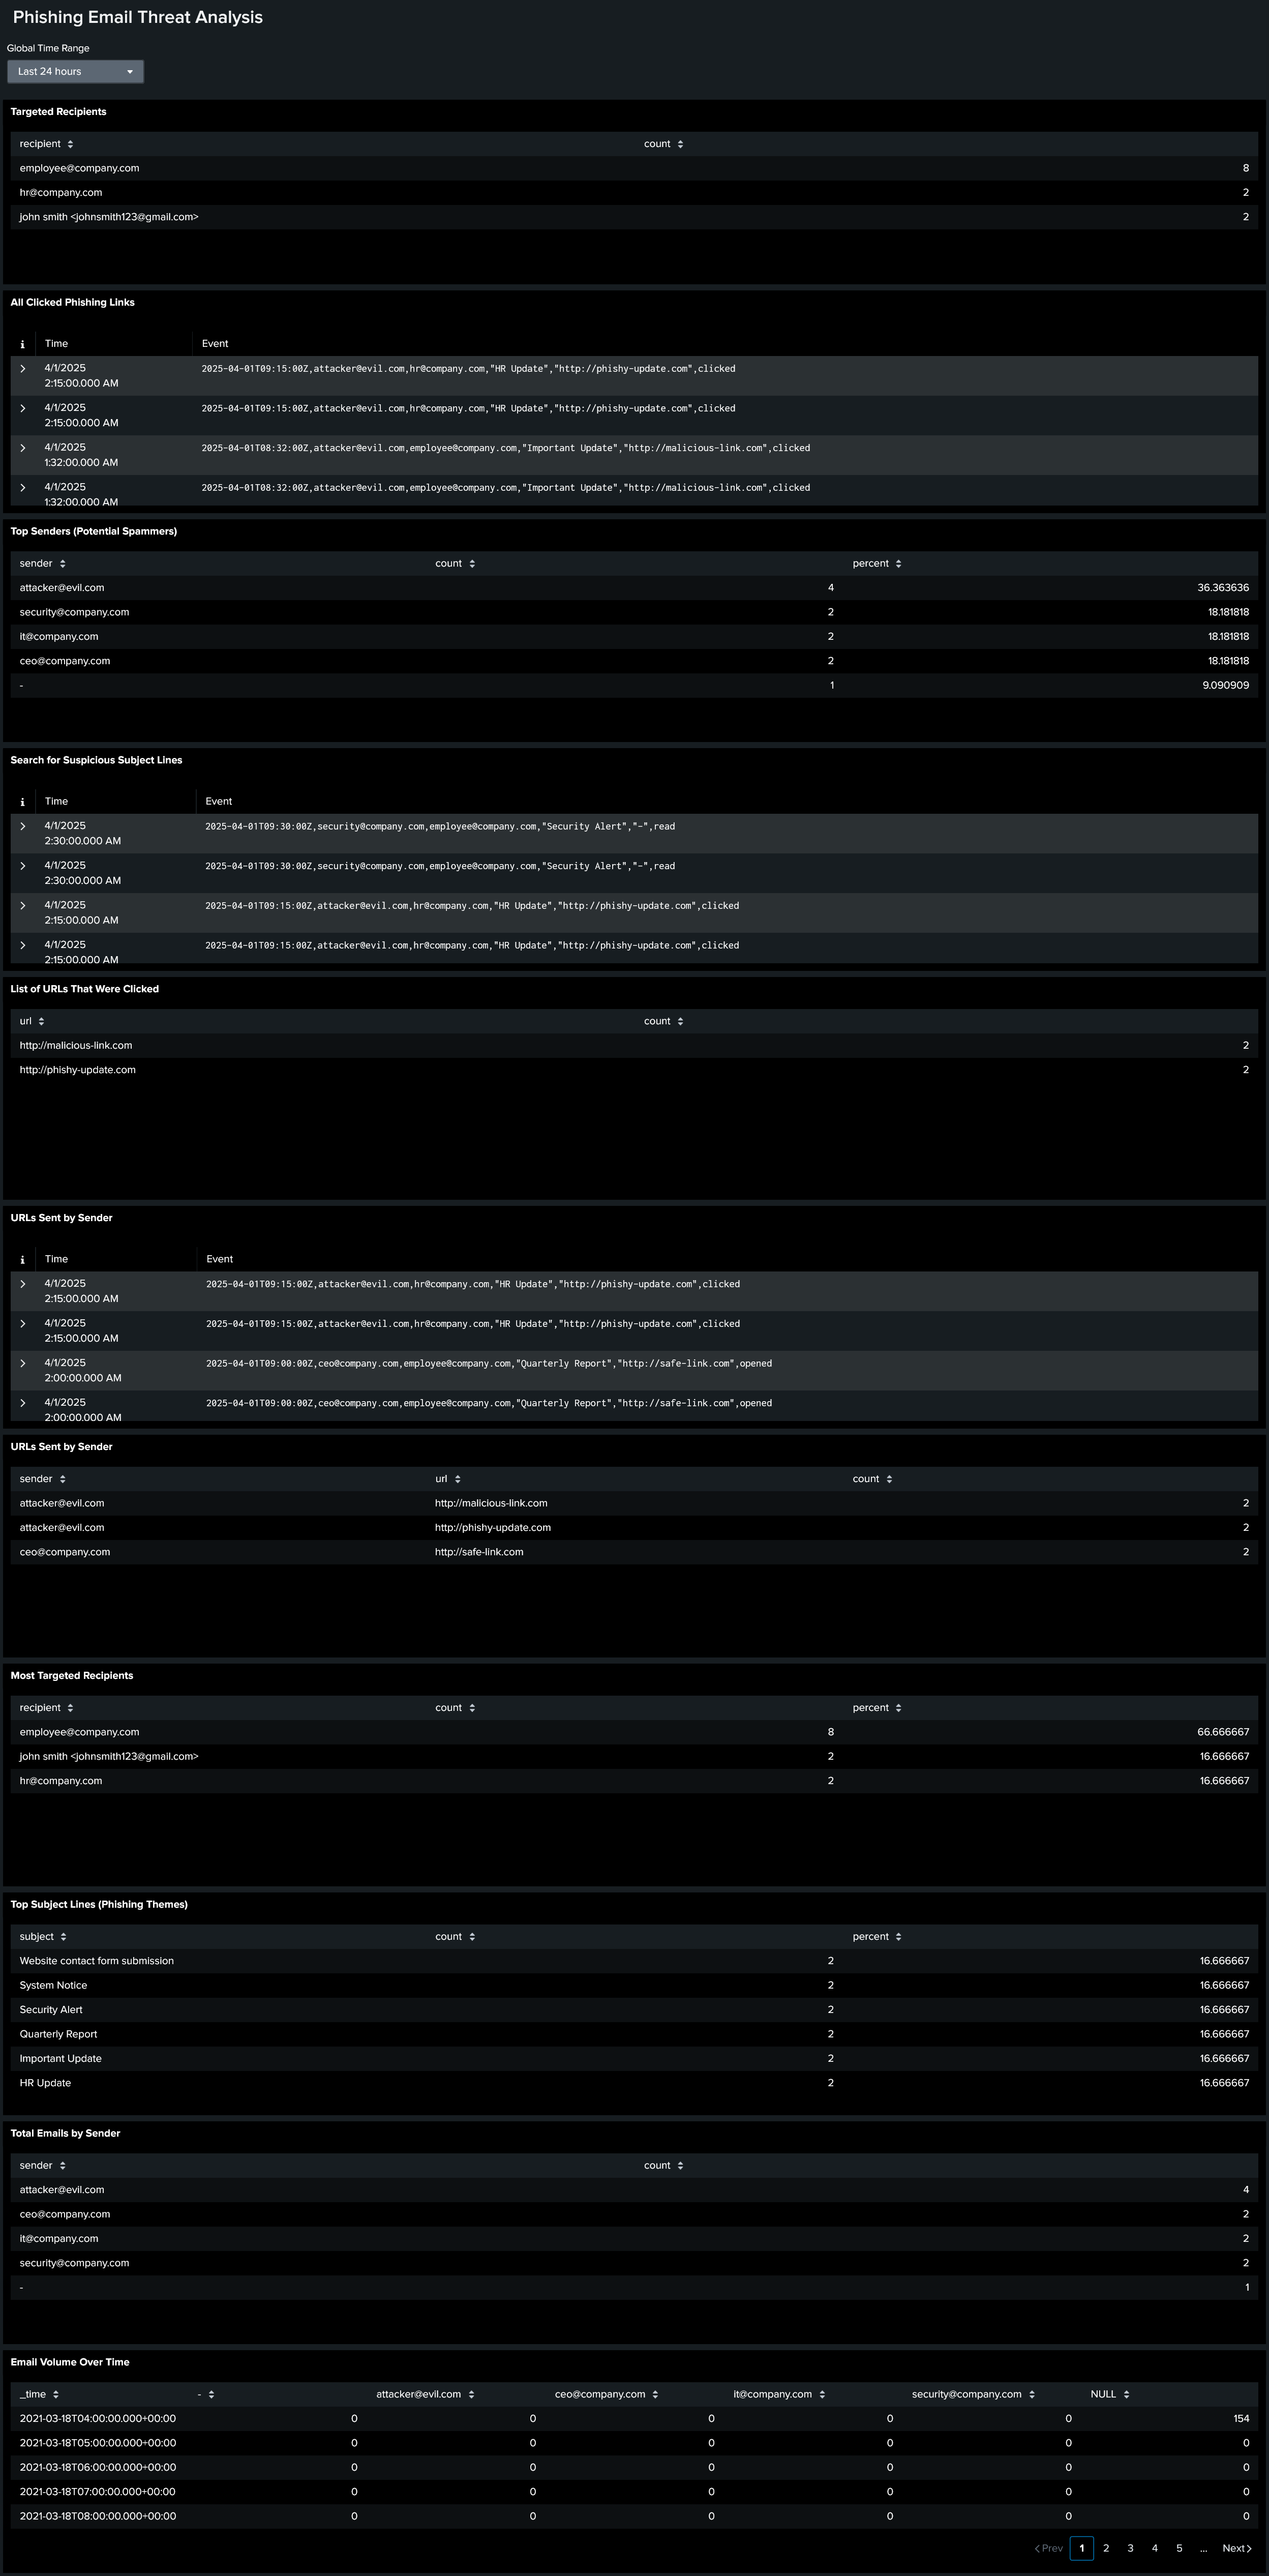 Phishing Email Threat Analysis
Global Time Range
Last 24 hours
Targeted Recipients
recipient count
employee@company.com 8
hr@company.com 2
john smith <johnsmith123@gmail.com> 2
All Clicked Phishing Links
i Time Event
4/1/2025 2025-04-01T09:15:00Z,attacker@evil.com,hr@company.com,"HR Update","http://phishy-update.com",clicked
2:15:00.000 AM
4/1/2025 2025-04-01T09:15:00Z,attacker@evil.com,hr@company.com,"HR Update","http://phishy-update.com",clicked
2:15:00.000 AM
4/1/2025 2025-04-01T08:32:00Z,attacker@evil.com,employee@company.com,"Important Update","http://malicious-link.com",clicked
1:32:00.000 AM
4/1/2025 2025-04-01T08:32:00Z,attacker@evil.com,employee@company.com,"Important Update","http://malicious-link.com",clicked
1:32:00.000 AM
Top Senders (Potential Spammers)
sender count percent
attacker@evil.com 4 36.363636
security@company.com 2 18.181818
it@company.com 2 18.181818
ceo@company.com 2 18.181818
- 1 9.090909
Search for Suspicious Subject Lines
i Time Event
4/1/2025 2025-04-01T09:30:00Z,security@company.com,employee@company.com,"Security Alert","-",read
2:30:00.000 AM
4/1/2025 2025-04-01T09:30:00Z,security@company.com,employee@company.com,"Security Alert","-",read
2:30:00.000 AM
4/1/2025 2025-04-01T09:15:00Z,attacker@evil.com,hr@company.com,"HR Update","http://phishy-update.com",clicked
2:15:00.000 AM
4/1/2025 2025-04-01T09:15:00Z,attacker@evil.com,hr@company.com,"HR Update","http://phishy-update.com",clicked
2:15:00.000 AM
List of URLs That Were Clicked
url count
http://malicious-link.com 2
http://phishy-update.com 2
URLs Sent by Sender
i Time Event
4/1/2025 2025-04-01T09:15:00Z,attacker@evil.com,hr@company.com,"HR Update","http://phishy-update.com",clicked
2:15:00.000 AM
4/1/2025 2025-04-01T09:15:00Z,attacker@evil.com,hr@company.com,"HR Update","http://phishy-update.com",clicked
2:15:00.000 AM
4/1/2025 2025-04-01T09:00:00Z,ceo@company.com,employee@company.com,"Quarterly Report","http://safe-link.com",opened
2:00:00.000 AM
4/1/2025 2025-04-01T09:00:00Z,ceo@company.com,employee@company.com,"Quarterly Report","http://safe-link.com",opened
2:00:00.000 AM
URLs Sent by Sender
sender url count
attacker@evil.com http://malicious-link.com 2
attacker@evil.com http://phishy-update.com 2
ceo@company.com http://safe-link.com 2
Most Targeted Recipients
recipient count percent
employee@company.com 8 66.666667
john smith <johnsmith123@gmail.com> 2 16.666667
hr@company.com 2 16.666667
Top Subject Lines (Phishing Themes)
subject count percent
Website contact form submission 2 16.666667
System Notice 2 16.666667
Security Alert 2 16.666667
Quarterly Report 2 16.666667
Important Update 2 16.666667
HR Update 2 16.666667
Total Emails by Sender
sender count
attacker@evil.com 4
ceo@company.com 2
it@company.com 2
security@company.com 2
- 1
Email Volume Over Time
_time - attacker@evil.com ceo@company.com it@company.com security@company.com NULL
2021-03-18T04:00:00.000+00:00 0 0 0 0 0 154
2021-03-18T05:00:00.000+00:00 0 0 0 0 0 0
2021-03-18T06:00:00.000+00:00 0 0 0 0 0 0
2021-03-18T07:00:00.000+00:00 0 0 0 0 0 0
2021-03-18T08:00:00.000+00:00 0 0 0 0 0 0
< Prev 1 2 3 4 5 ... Next >